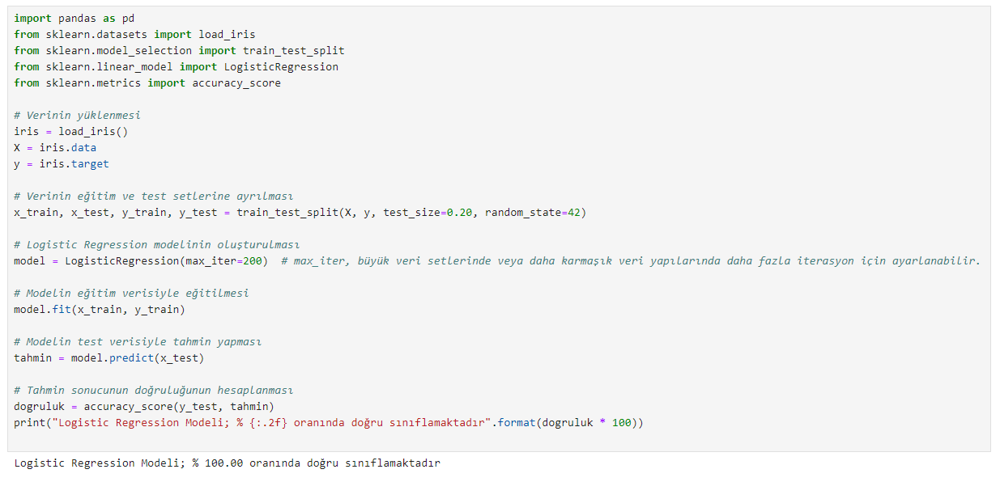 import pandas as pd
from sklearn.datasets import load_iris
from sklearn.model_selection import train_test_split
from sklearn.linear_model import LogisticRegression
from sklearn.metrics import accuracy_score
# Verinin yüklenmesi
iris = load_iris()
X = iris.data
y = iris.target
# Verinin eğitim ve test setlerine ayrılması
x_train, x_test, y_train, y_test = train_test_split(X, y, test_size=0.20, random_state=42)
# Logistic Regression modelinin oluşturulması
model = LogisticRegression(max_iter=200)  # max_iter, büyük veri setlerinde veya daha karmaşık veri yapılarında daha fazla iterasyon için ayarlanabilir.
# Modelin eğitim verisiyle eğitilmesi
model.fit(x_train, y_train)
# Modelin test verisiyle tahmin yapması
tahmin = model.predict(x_test)
# Tahmin sonucunun doğruluğunun hesaplanması
dogruluk = accuracy_score(y_test, tahmin)
print("Logistic Regression Modeli; % {:.2f} oranında doğru sınıflamaktadır".format(dogruluk * 100))
Logistic Regression Modeli; % 100.00 oranında doğru sınıflamaktadır